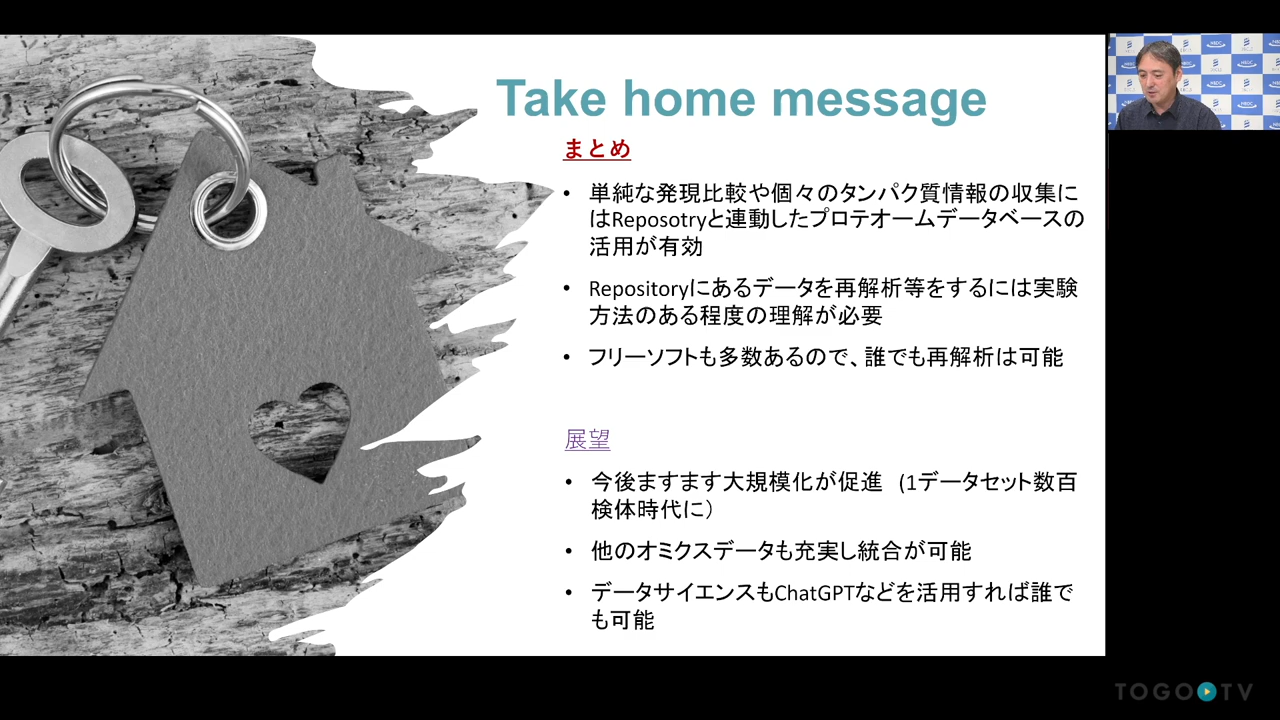 Take home message
まとめ
• 単純な発現比較や個々のタンパク質情報の収集に
はReposotryと連動したプロテオームデータベースの
活用が有効
• Repositoryにあるデータを再解析等をするには実験
方法のある程度の理解が必要
• フリーソフトも多数あるので、誰でも再解析は可能
展望
• 今後ますます大規模化が促進 (1データセット数百
検体時代に）
• 他のオミクスデータも充実し統合が可能
• データサイエンスもChatGPTなどを活用すれば誰で
も可能
NBDC
TOGO TV